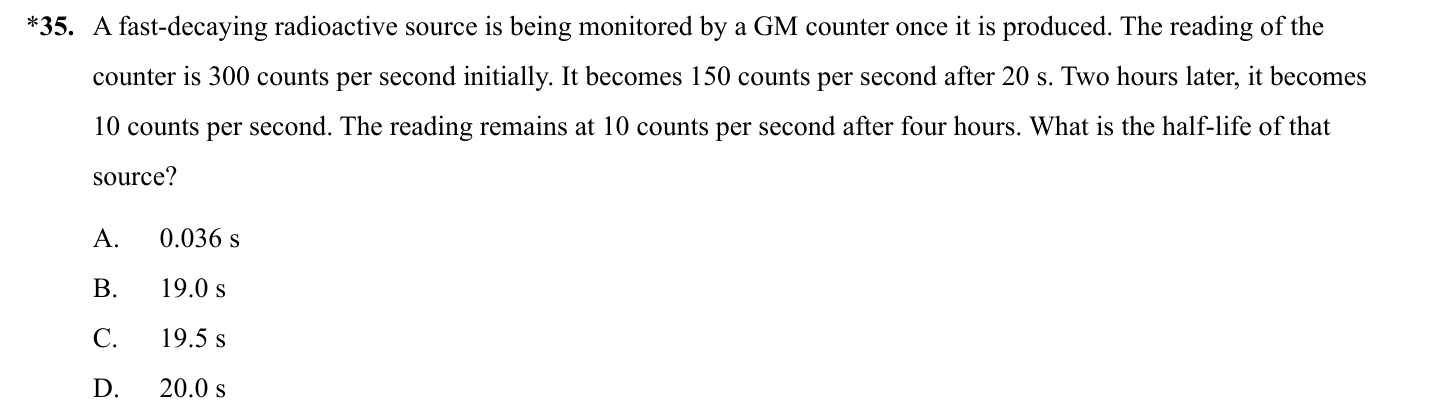 *35. A fast-decaying radioactive source is being monitored by a GM counter once it is produced. The reading of the
counter is 300 counts per second initially. It becomes 150 counts per second after 20 s. Two hours later, it becomes
10 counts per second. The reading remains at 10 counts per second after four hours. What is the half-life of that
source?
A. 0.036 s
B. 19.0 s
C. 19.5 s
D. 20.0 s